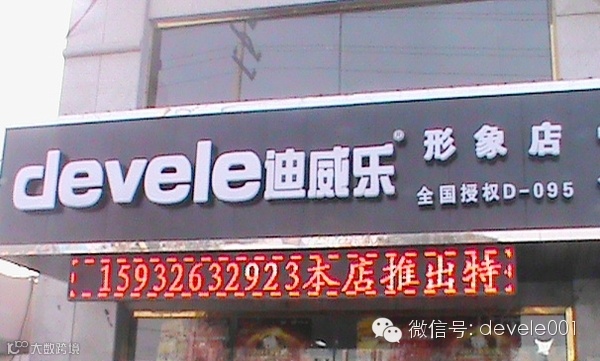 devele迪威乐®
形象店
全国授权D-095
15932632923本店推出特
微信号: devele001
大数跨境